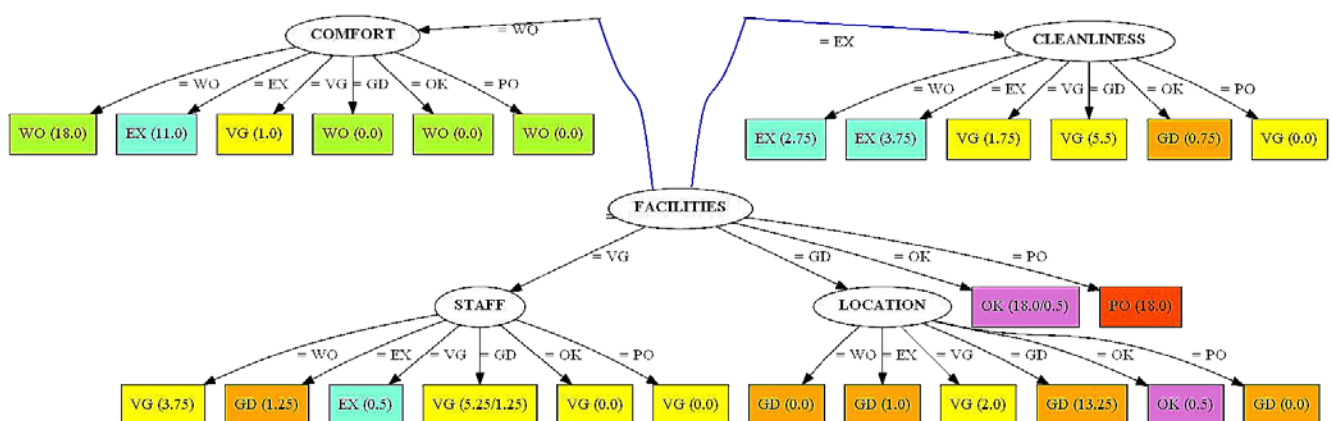 COMFORT
= WO
= EX
CLEANLINESS
= WO
= EX
= VG
= GD
= OK
= PO
= WO
= EX
= VG
= GD
= OK
= PO
WO (18.0)
EX (11.0)
VG (1.0)
WO (0.0)
WO (0.0)
WO (0.0)
EX (2.75)
EX (3.75)
VG (1.75)
VG (5.5)
GD (0.75)
VG (0.0)
FACILITIES
=
= VG
= GD
= OK
= PO
STAFF
LOCATION
OK (18.0/0.5)
PO (18.0)
= WO
= EX
= VG
= GD
= OK
= PO
= WO
= EX
= VG
= GD
= OK
= PO
VG (3.75)
GD (1.25)
EX (0.5)
VG (5.25/1.25)
VG (0.0)
VG (0.0)
GD (0.0)
GD (1.0)
VG (2.0)
GD (13.25)
OK (0.5)
GD (0.0)